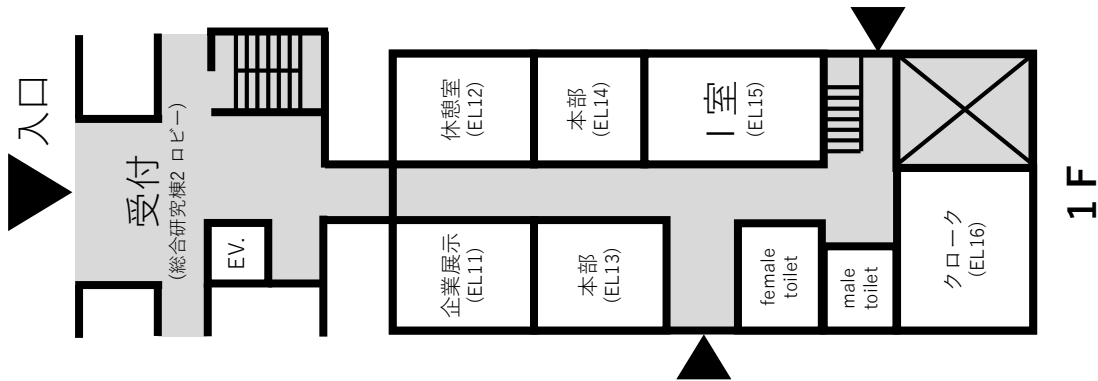 入口
受付
(総合研究棟2 ロビー)
EV.
休憩室
(EL12)
本部
(EL14)
I 室
(EL15)
企業展示
(EL11)
本部
(EL13)
female
toilet
male
toilet
クローク
(EL16)
1F